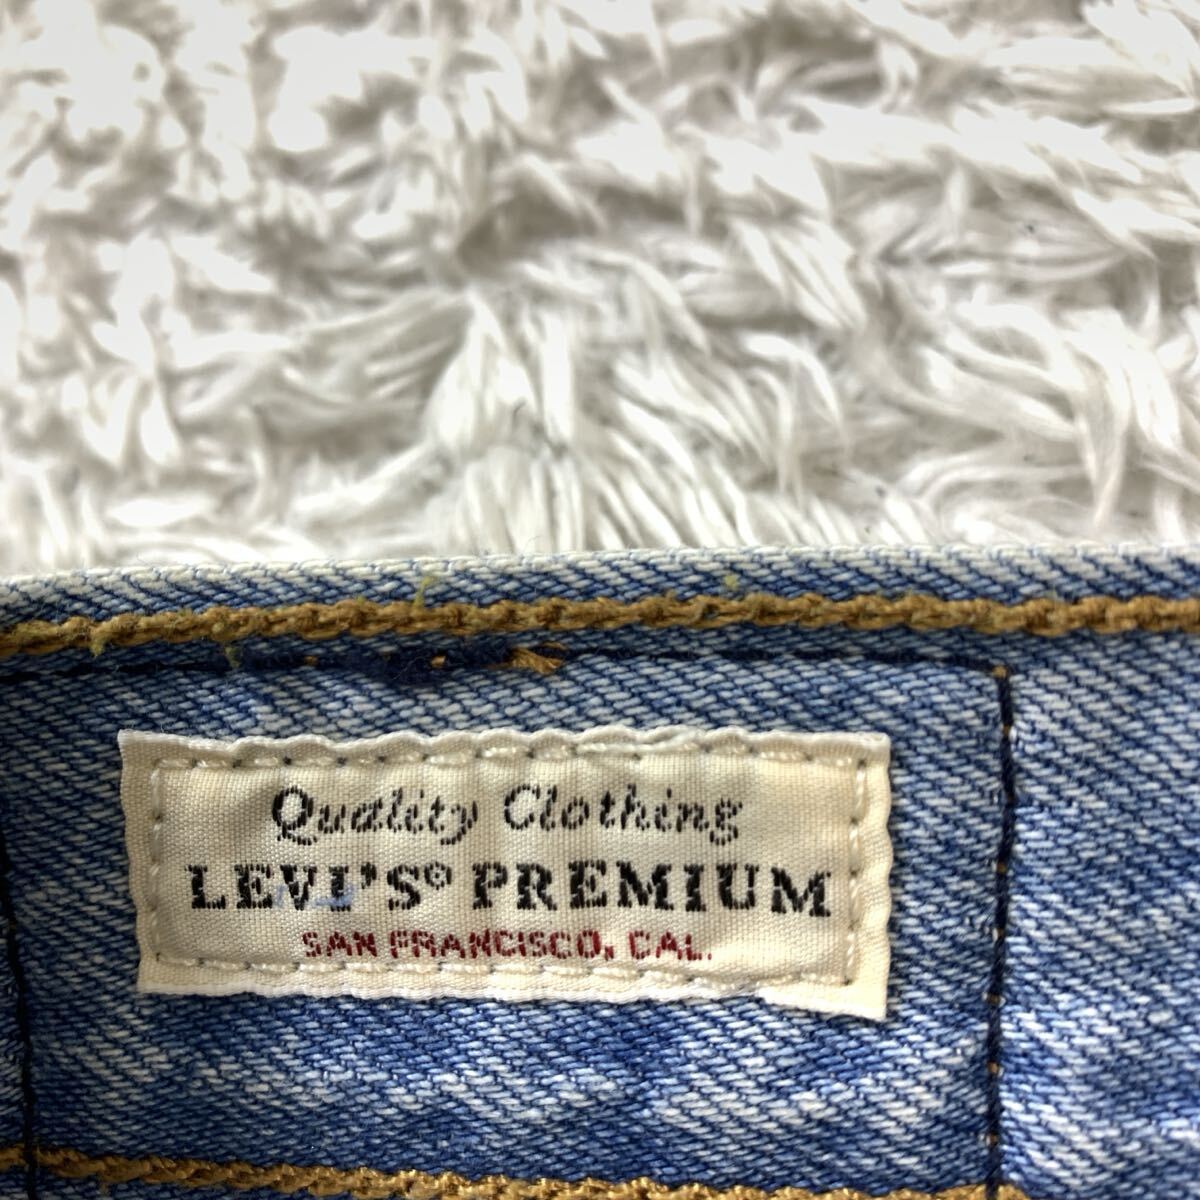 Quality Clothing
LEVI'S® PREMIUM
SAN FRANCISCO, CAL.